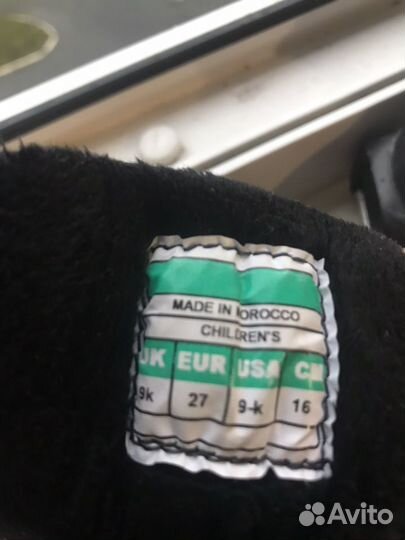 MADE IN MOROCCO
CHILDREN'S
UK EUR USA CM
9k 27 9-k 16
Avito